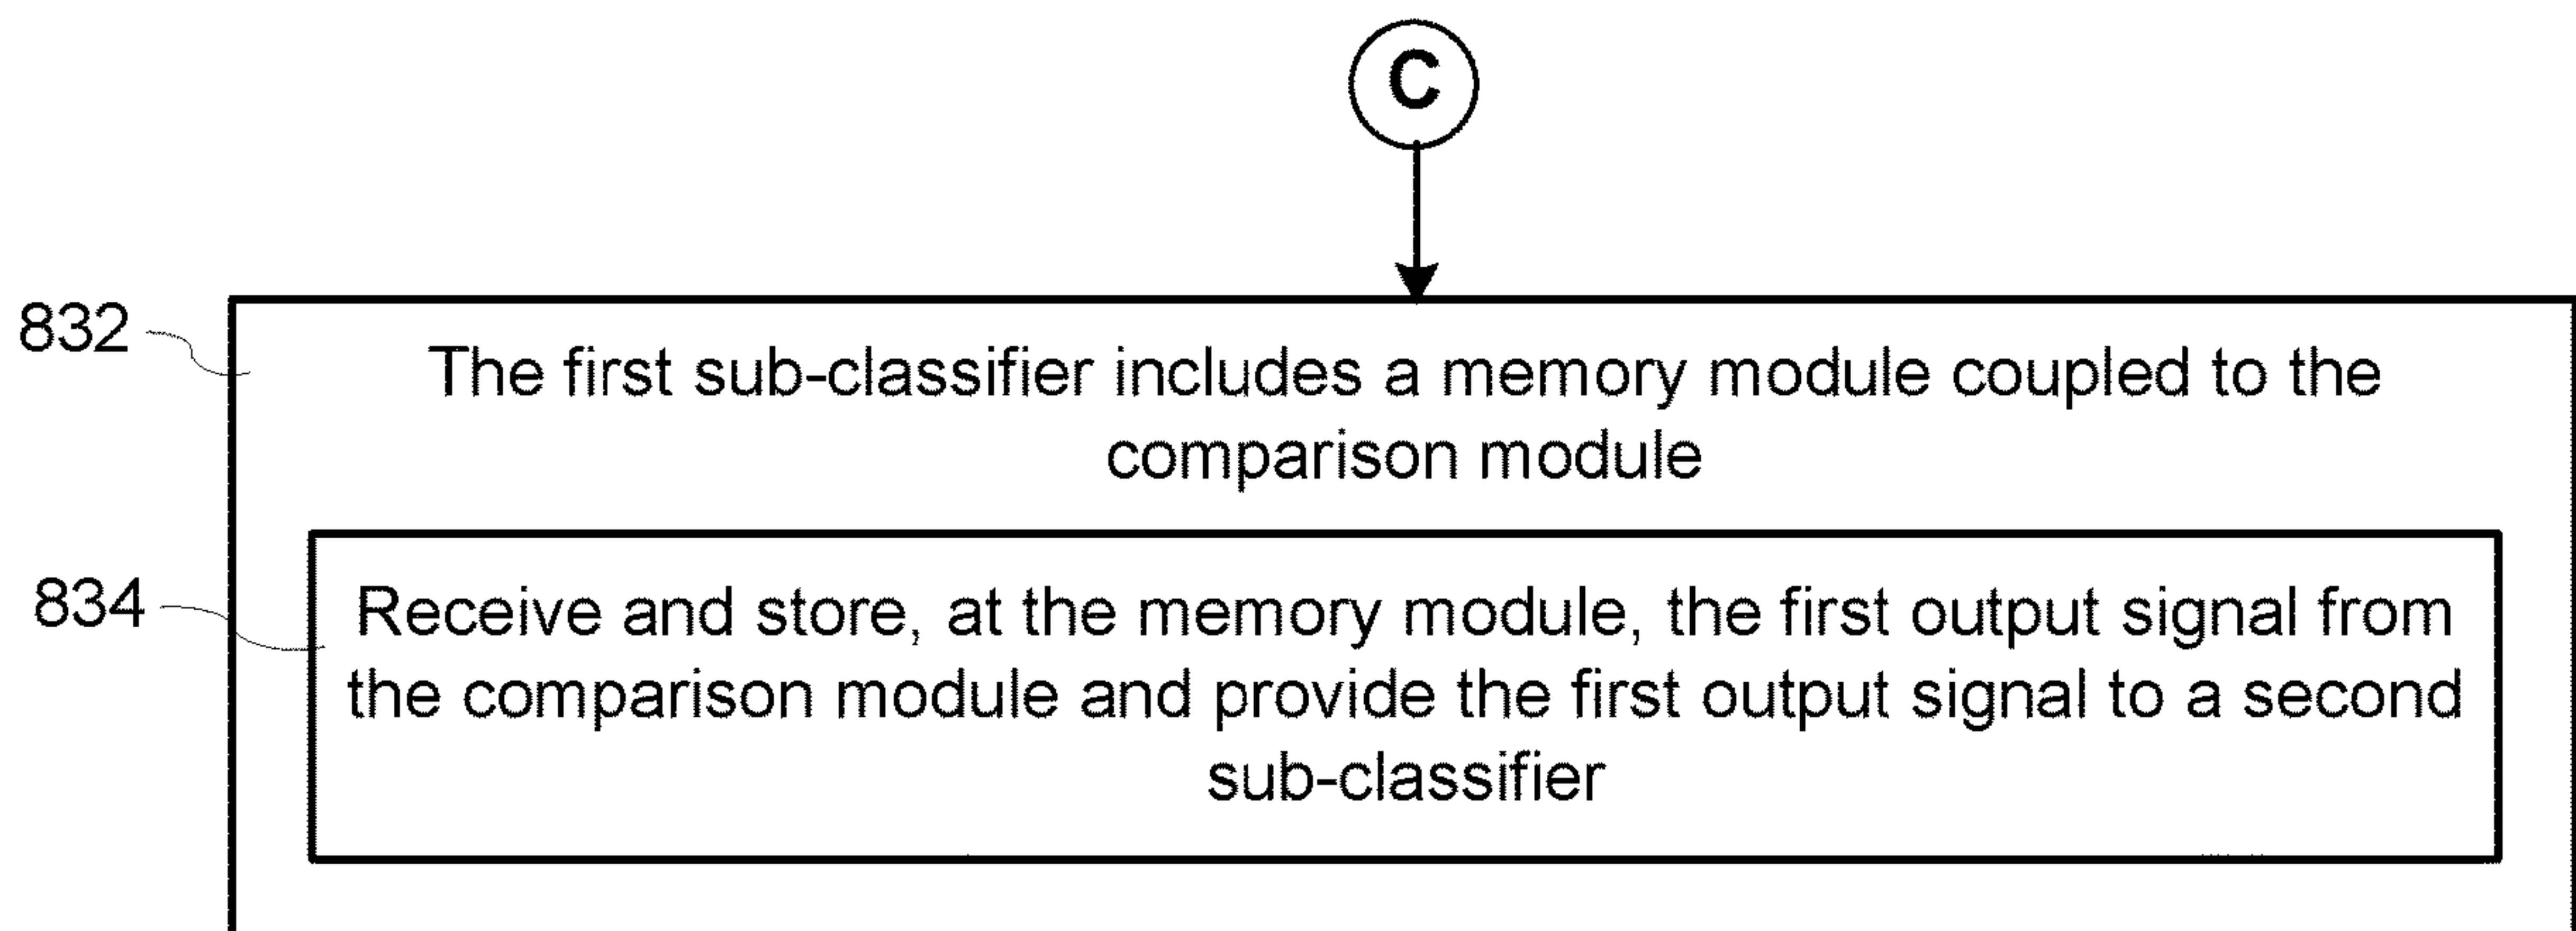 C
832
The first sub-classifier includes a memory module coupled to the
comparison module
834
Receive and store, at the memory module, the first output signal from
the comparison module and provide the first output signal to a second
sub-classifier